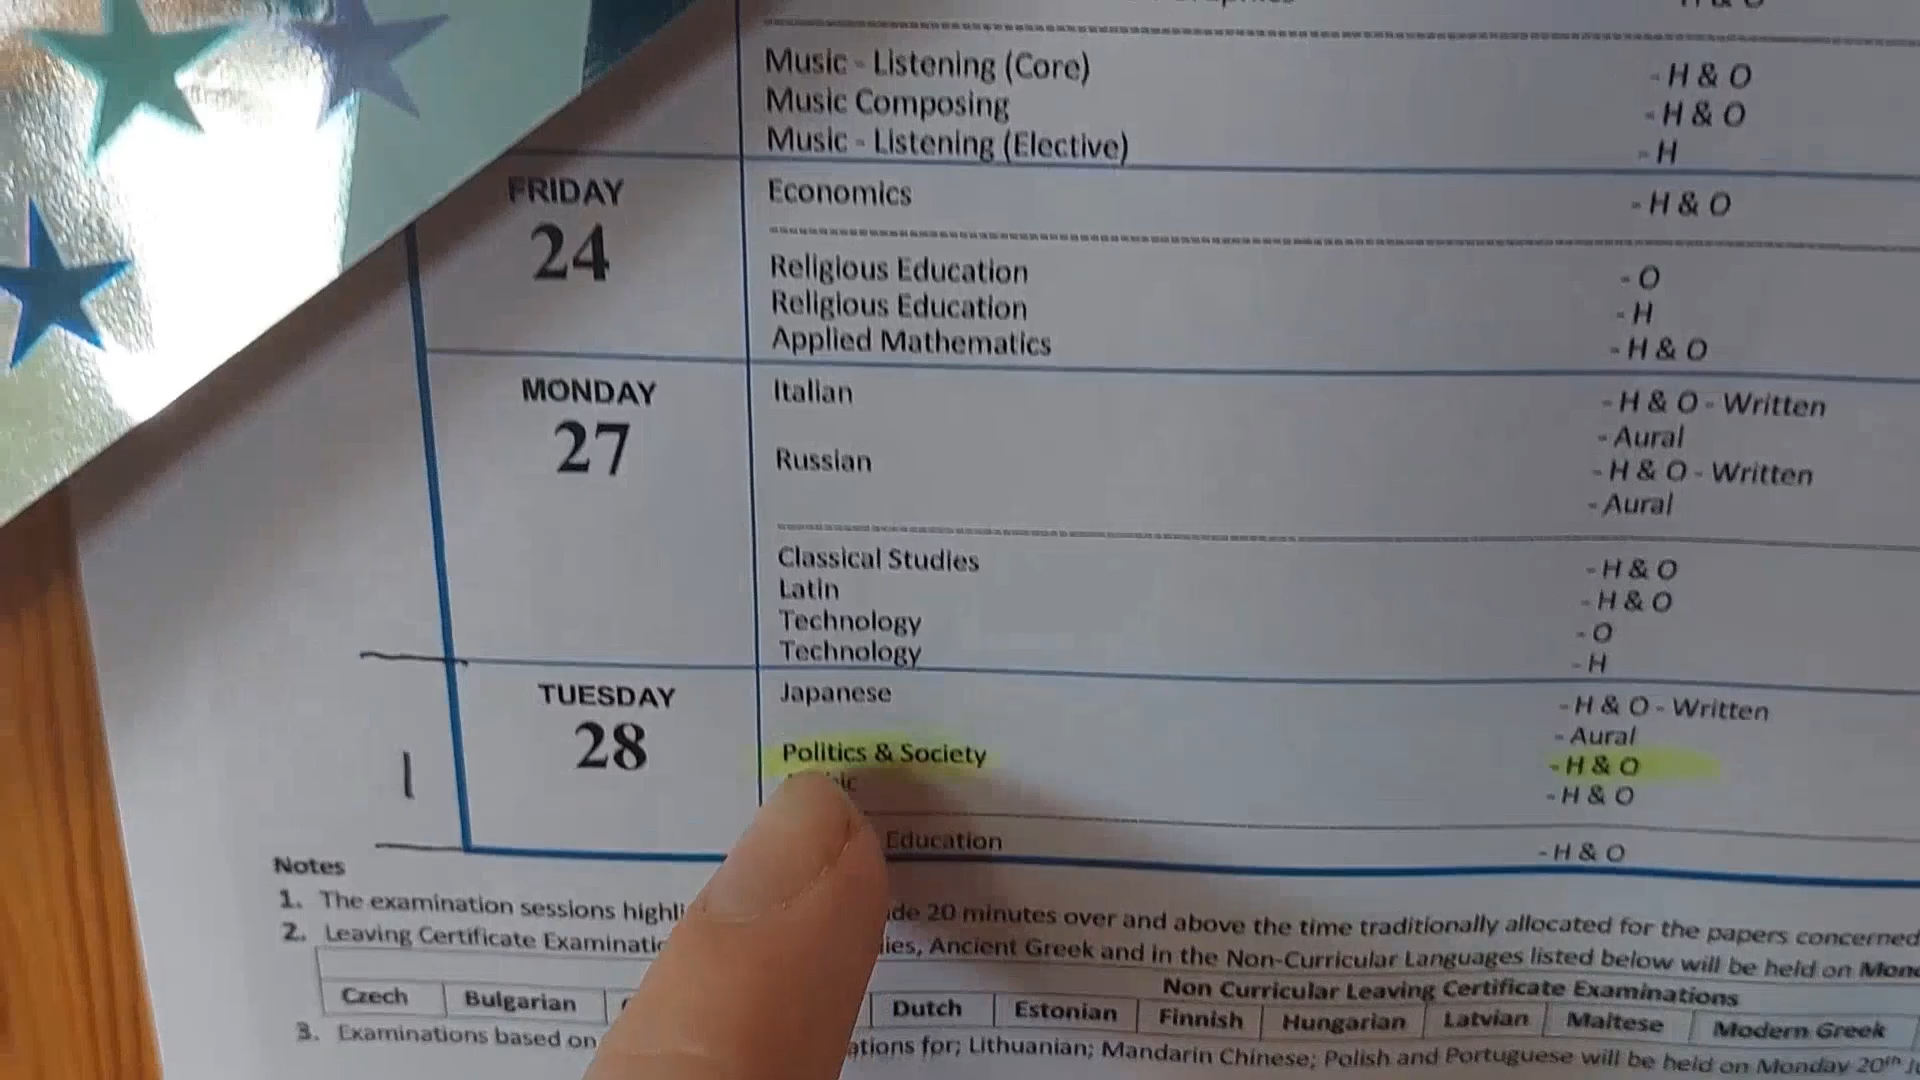 H & O
Music - Listening (Core) - H & O
Music Composing - H & O
Music - Listening (Elective) - H
FRIDAY
24
Economics - H & O
Religious Education - O
Religious Education - H
Applied Mathematics - H & O
MONDAY
27
Italian - H & O - Written
- Aural
Russian - H & O - Written
- Aural
Classical Studies - H & O
Latin - H & O
Technology - O
Technology - H
TUESDAY
28
Japanese - H & O - Written
- Aural
Politics & Society - H & O
- H & O
Education - H & O
Notes
1. The examination sessions 20 minutes over and above the time traditionally allocated for the papers concerned
2. Leaving Certificate Ancient Greek and in the Non-Curricular Languages listed below will be held on
Non Curricular Leaving Certificate Examinations
Czech Bulgarian Dutch Estonian Finnish Hungarian Latvian Maltese Modern Greek
3. Examinations based on for; Lithuanian; Mandarin Chinese; Polish and Portuguese will be held on Monday 20th